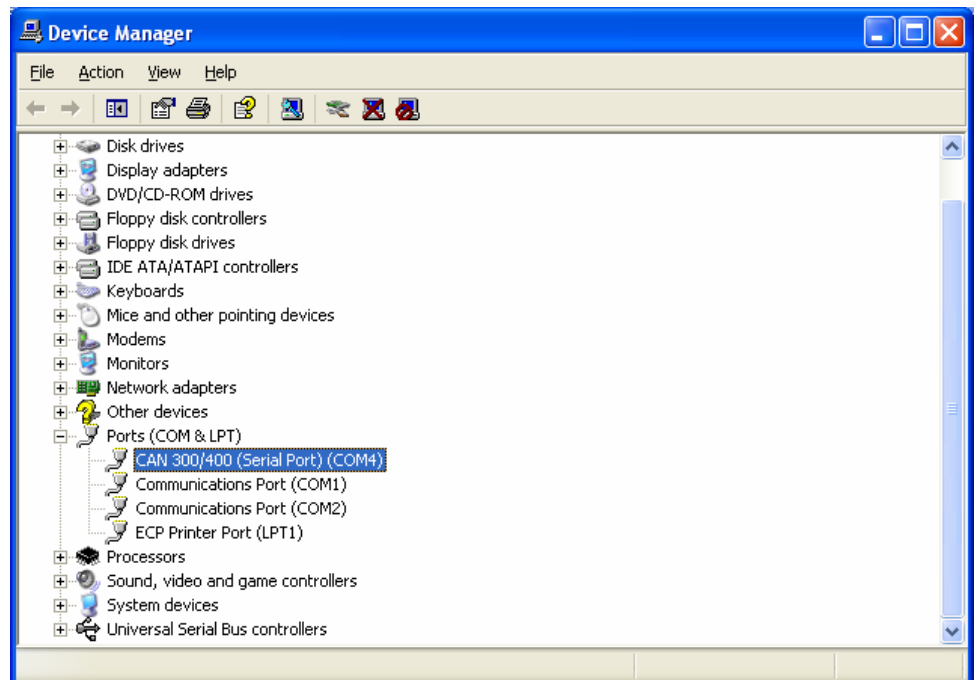 Device Manager
File Action View Help
Disk drives
Display adapters
DVD/CD-ROM drives
Floppy disk controllers
Floppy disk drives
IDE ATA/ATAPI controllers
Keyboards
Mice and other pointing devices
Modems
Monitors
Network adapters
Other devices
Ports (COM & LPT)
CAN 300/400 (Serial Port) (COM4)
Communications Port (COM1)
Communications Port (COM2)
ECP Printer Port (LPT1)
Processors
Sound, video and game controllers
System devices
Universal Serial Bus controllers